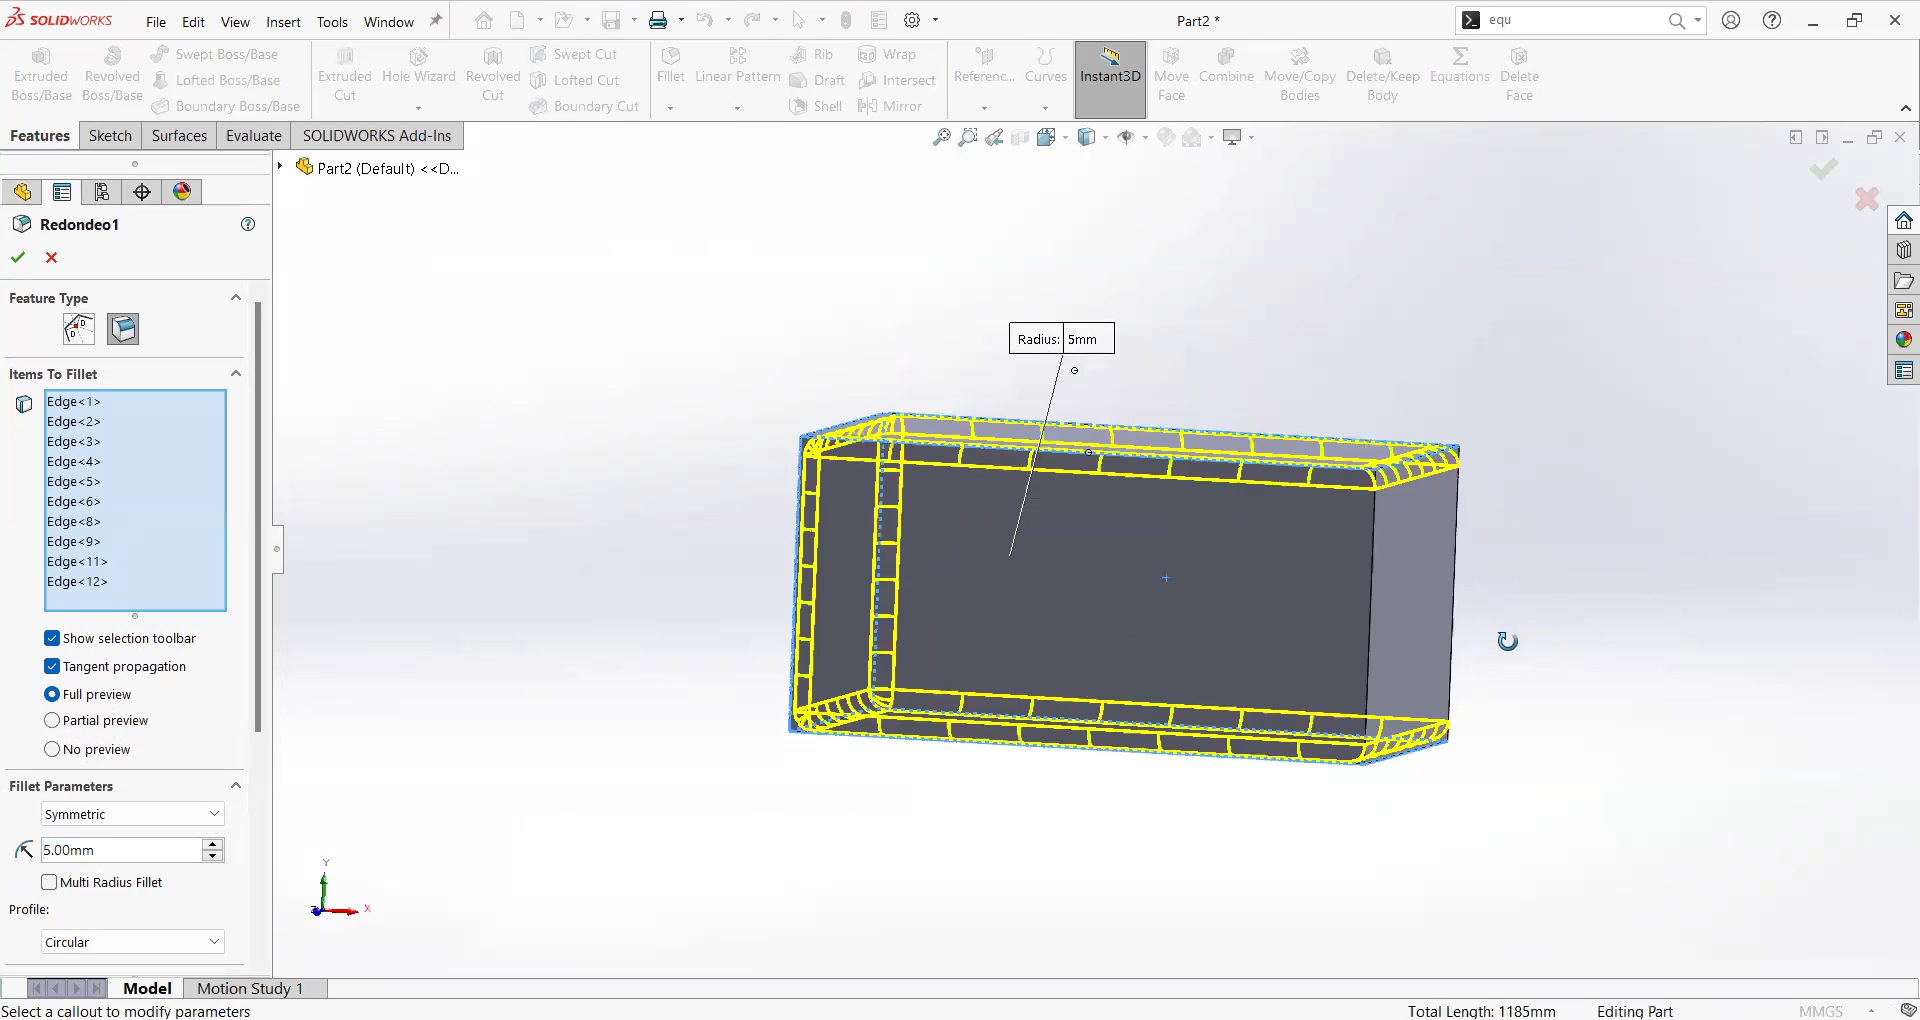 SOLIDWORKS File Edit View Insert Tools Window Part2 * equ
Extruded Boss/Base
Revolved Boss/Base
Swept Boss/Base
Lofted Boss/Base
Boundary Boss/Base
Extruded Cut
Hole Wizard
Revolved Cut
Swept Cut
Lofted Cut
Boundary Cut
Fillet
Linear Pattern
Rib
Draft
Shell
Wrap
Intersect
Mirror
Referenc...
Curves
Instant3D
Move Face
Combine
Move/Copy Bodies
Delete/Keep Body
Equations
Delete Face
Features Sketch Surfaces Evaluate SOLIDWORKS Add-Ins
Part2 (Default) <<D...
Redondeo1
Feature Type
Items To Fillet
Edge<1>
Edge<2>
Edge<3>
Edge<4>
Edge<5>
Edge<6>
Edge<8>
Edge<9>
Edge<11>
Edge<12>
Show selection toolbar
Tangent propagation
Full preview
Partial preview
No preview
Fillet Parameters
Symmetric
5.00mm
Multi Radius Fillet
Profile:
Circular
Radius: 5mm
Y
X
Model Motion Study 1
Select a callout to modify parameters Total Length: 1185mm Editing Part MMGS